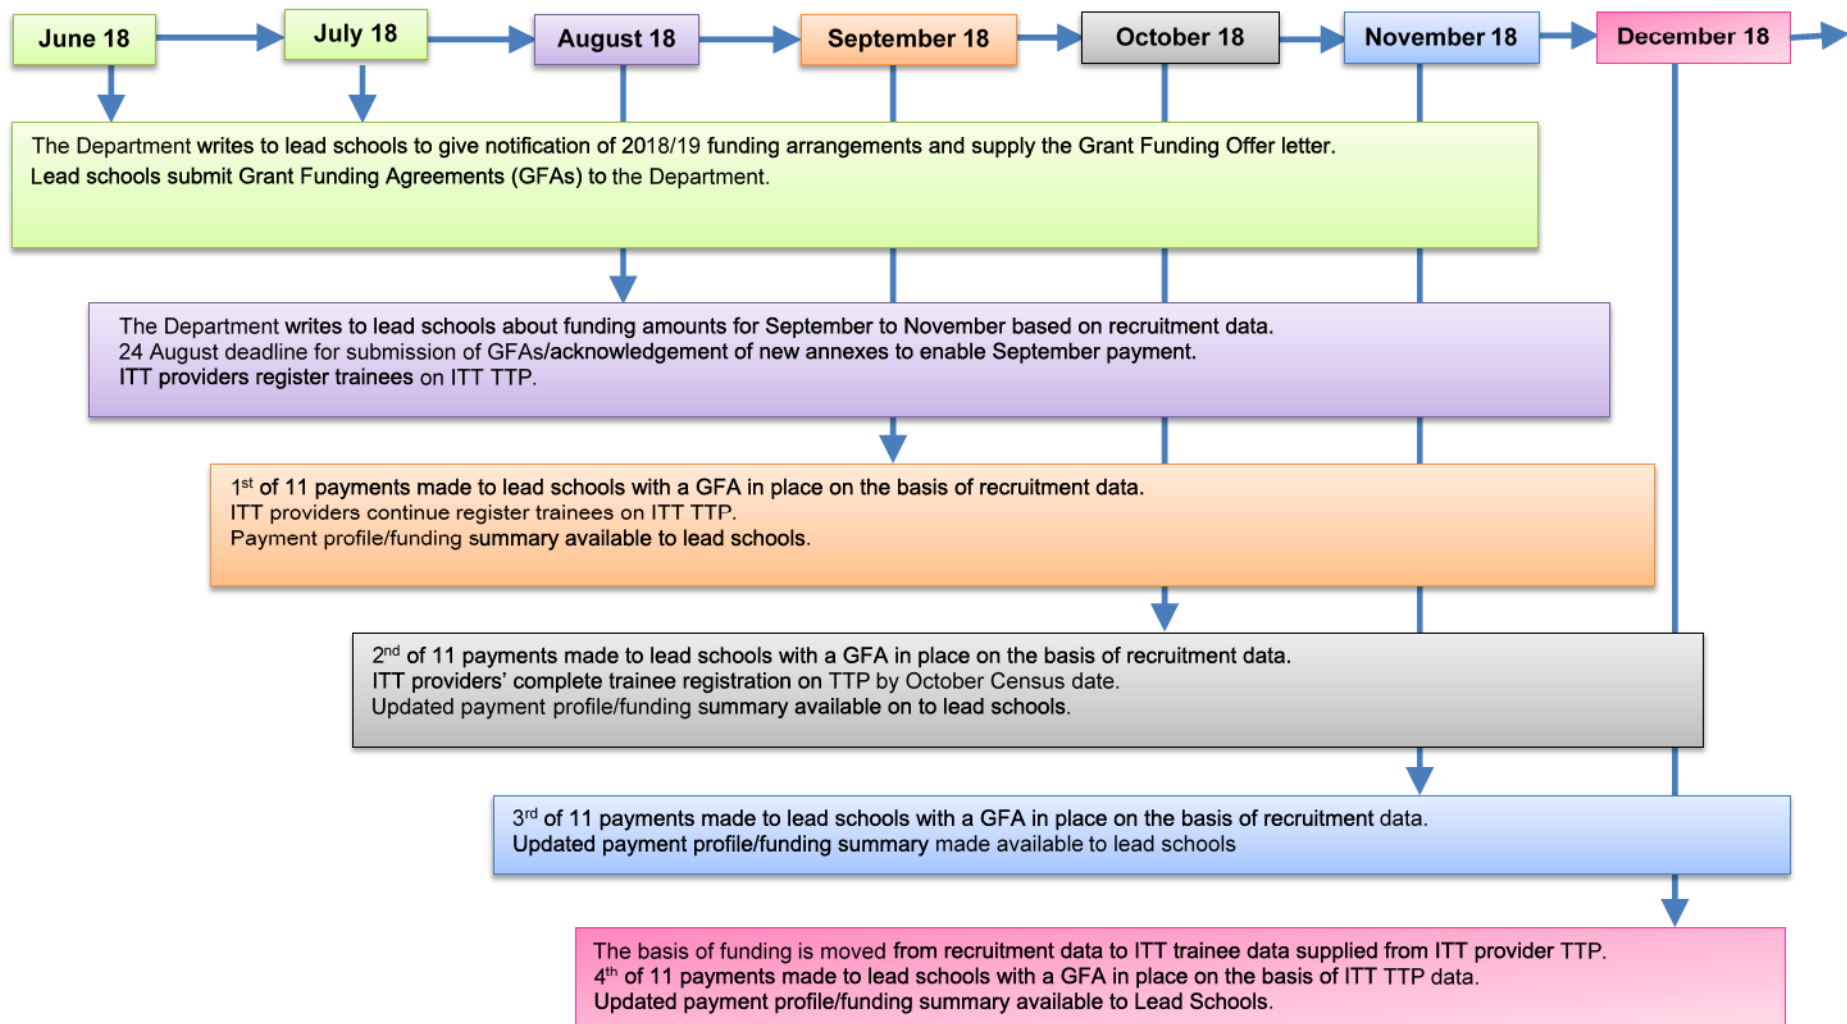 June 18
July 18
August 18
September 18
October 18
November 18
December 18
The Department writes to lead schools to give notification of 2018/19 funding arrangements and supply the Grant Funding Offer letter.
Lead schools submit Grant Funding Agreements (GFAs) to the Department.
The Department writes to lead schools about funding amounts for September to November based on recruitment data.
24 August deadline for submission of GFAs/acknowledgement of new annexes to enable September payment.
ITT providers register trainees on ITT TTP.
1st of 11 payments made to lead schools with a GFA in place on the basis of recruitment data.
ITT providers continue register trainees on ITT TTP.
Payment profile/funding summary available to lead schools.
2nd of 11 payments made to lead schools with a GFA in place on the basis of recruitment data.
ITT providers’ complete trainee registration on TTP by October Census date.
Updated payment profile/funding summary available on to lead schools.
3rd of 11 payments made to lead schools with a GFA in place on the basis of recruitment data.
Updated payment profile/funding summary made available to lead schools
The basis of funding is moved from recruitment data to ITT trainee data supplied from ITT provider TTP.
4th of 11 payments made to lead schools with a GFA in place on the basis of ITT TTP data.
Updated payment profile/funding summary available to Lead Schools.